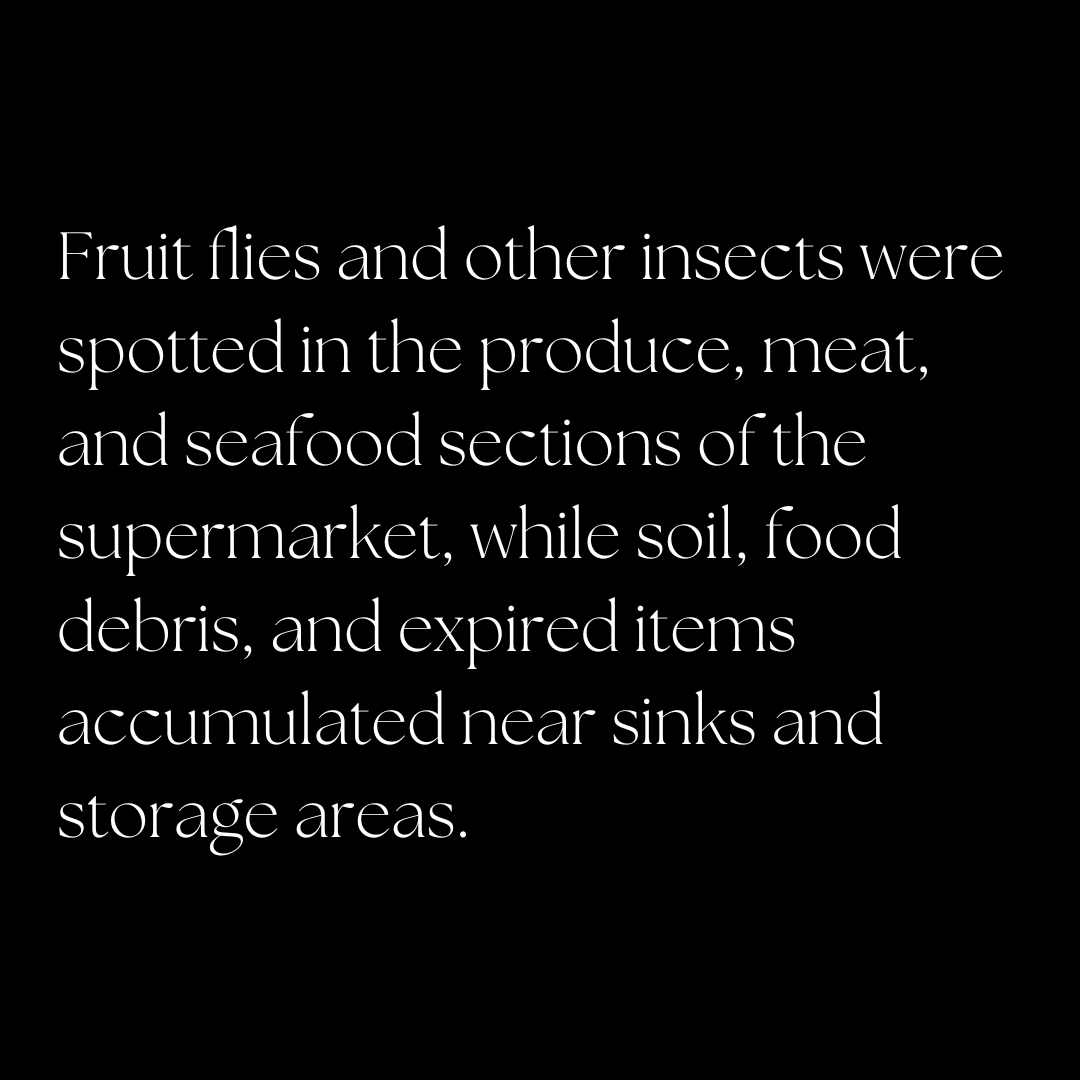 Fruit flies and other insects were
spotted in the produce, meat,
and seafood sections of the
supermarket, while soil, food
debris, and expired items
accumulated near sinks and
storage areas.